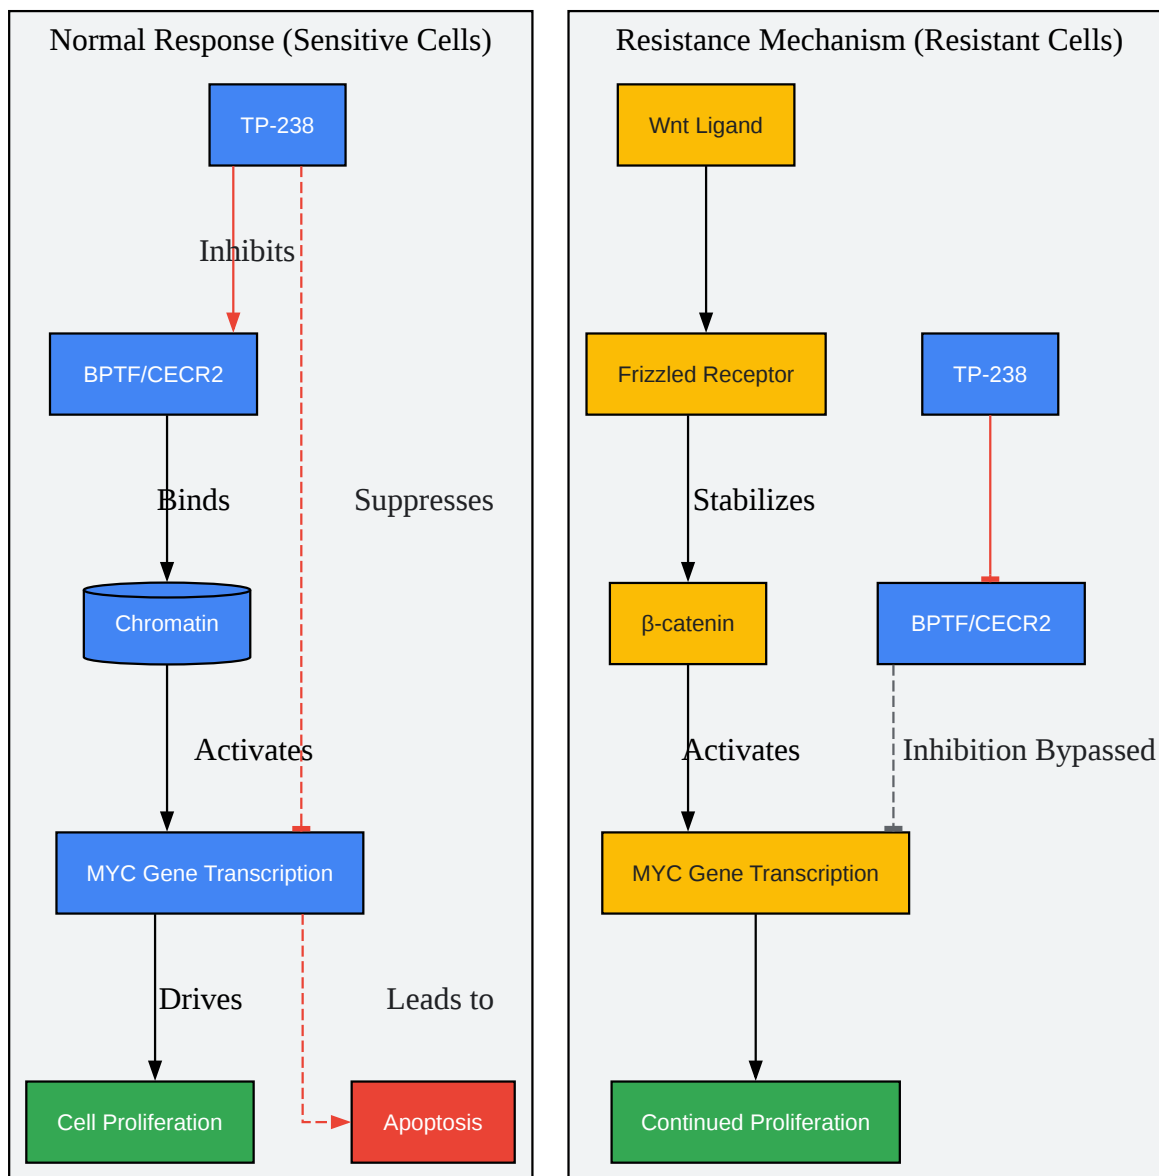 Normal Response (Sensitive Cells)
TP-238
Inhibits
BPTF/CECR2
Binds
Suppresses
Chromatin
Activates
MYC Gene Transcription
Drives
Leads to
Cell Proliferation
Apoptosis
Resistance Mechanism (Resistant Cells)
Wnt Ligand
Frizzled Receptor
TP-238
Stabilizes
β-catenin
BPTF/CECR2
Activates
Inhibition Bypassed
MYC Gene Transcription
Continued Proliferation